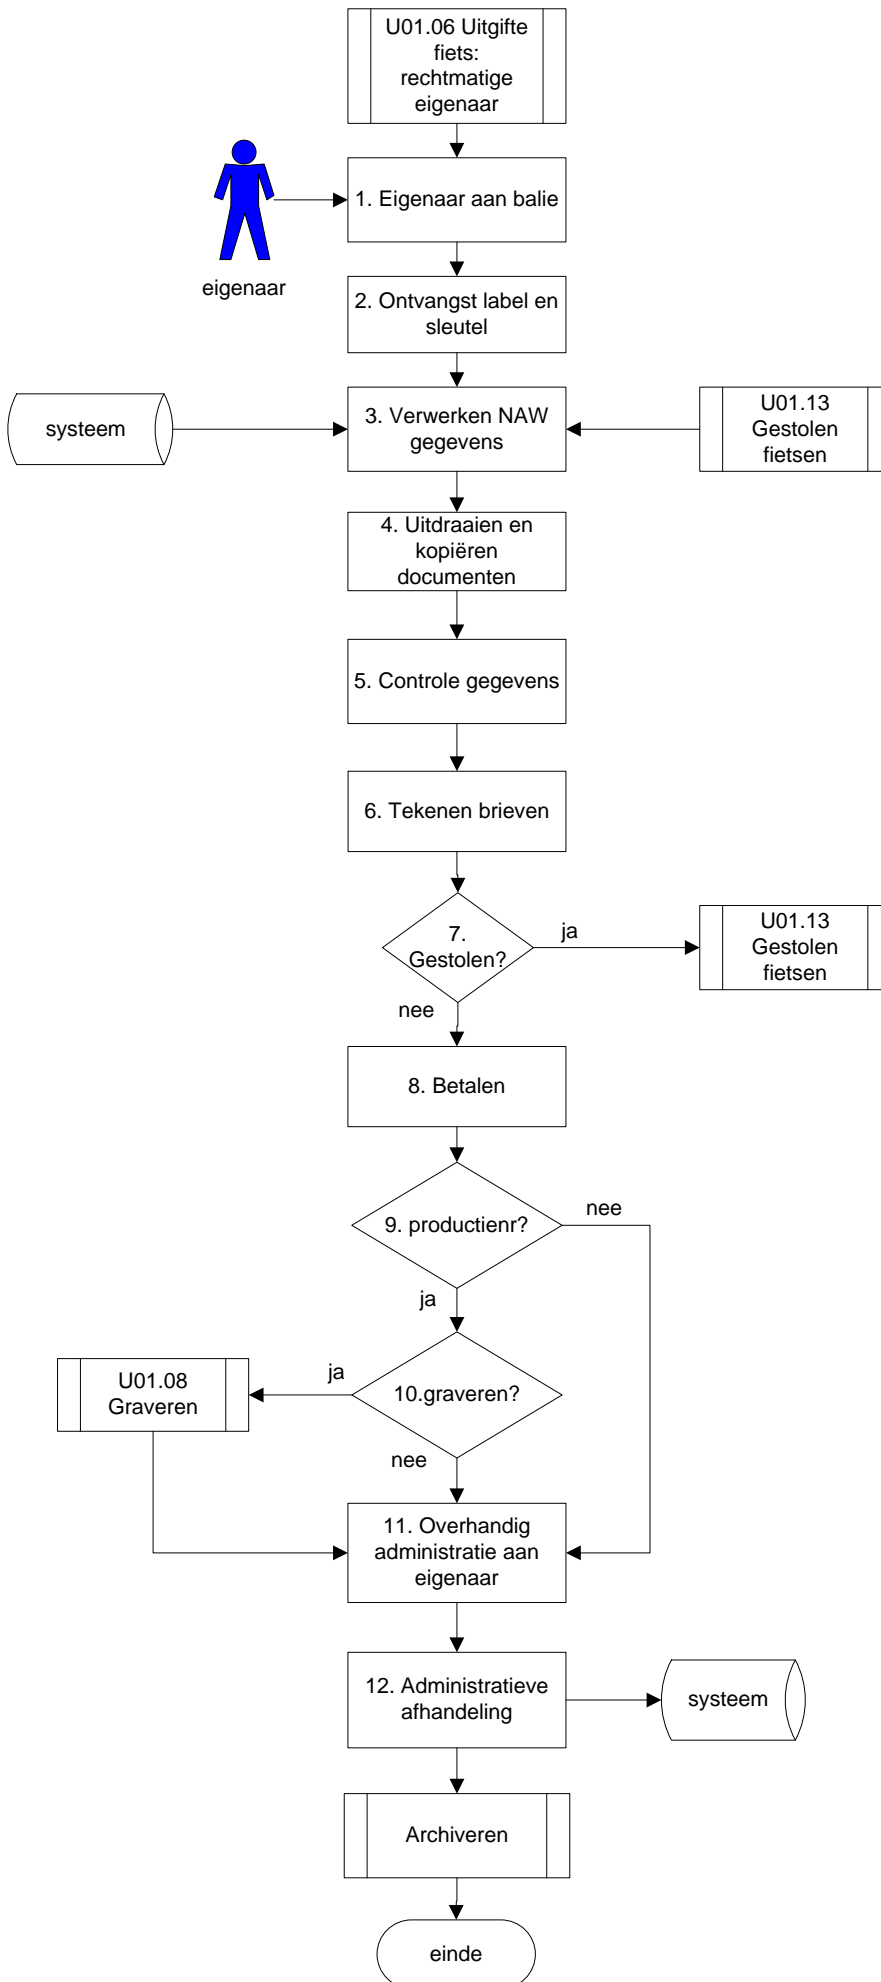 U01.06 Uitgifte
fiets:
rechtmatige
eigenaar
1. Eigenaar aan balie
eigenaar
2. Ontvangst label en
sleutel
systeem
3. Verwerken NAW
gegevens
U01.13
Gestolen
fietsen
4. Uitdraaien en
kopiëren
documenten
5. Controle gegevens
6. Tekenen brieven
7.
Gestolen?
ja
U01.13
Gestolen
fietsen
nee
8. Betalen
9. productienr?
nee
ja
10.graveren?
ja
U01.08
Graveren
nee
11. Overhandig
administratie aan
eigenaar
12. Administratieve
afhandeling
systeem
Archiveren
einde